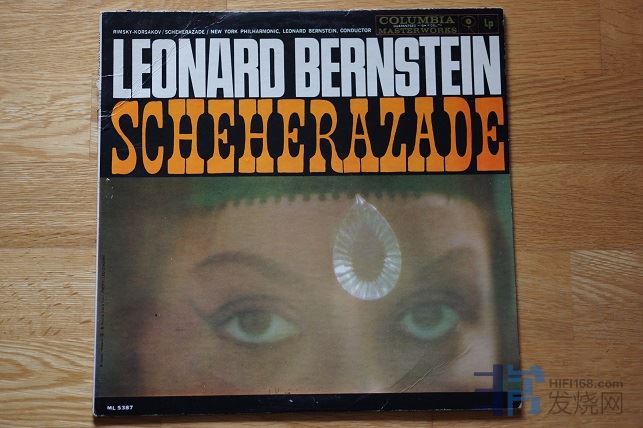 RIMSKY-KORSAKOV/SCHEHERAZADE/NEW YORK PHILHARMONIC, LEONARD BERNSTEIN, CONDUCTOR
COLUMBIA
MASTERWORKS
Lp
LEONARD BERNSTEIN
SCHEHERAZADE
ML 5387
HIFI168.com
发烧网